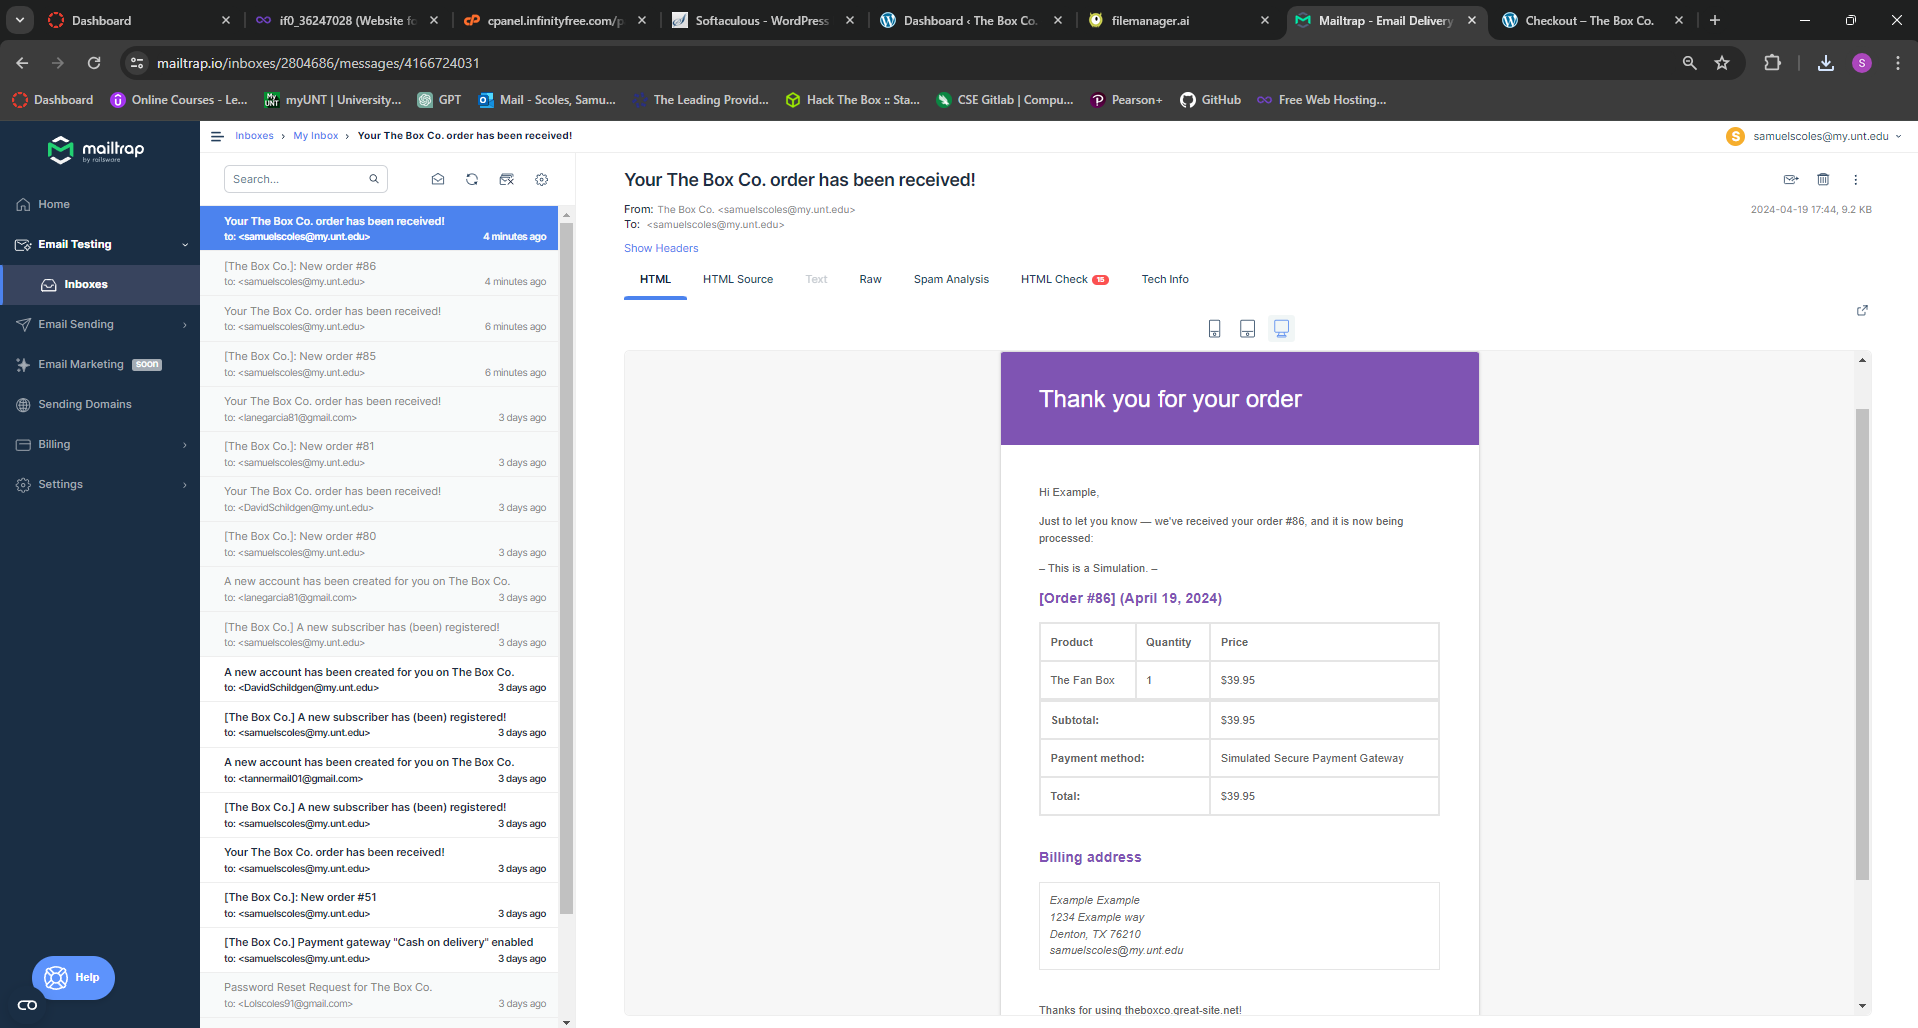 Dashboard
if0_36247028 (Website fo
cpanel.infinityfree.com/p
Softaculous - WordPress
Dashboard ‹ The Box Co.
filemanager.ai
Mailtrap - Email Delivery
Checkout – The Box Co.
mailtrap.io/inboxes/2804686/messages/4166724031
S
Dashboard
Online Courses - Le...
myUNT | University...
GPT
Mail - Scoles, Samu...
The Leading Provid...
Hack The Box :: Sta...
CSE Gitlab | Compu...
Pearson+
GitHub
Free Web Hosting...
mailtrap
by railsware
Home
Email Testing
Inboxes
Email Sending
Email Marketing soon
Sending Domains
Billing
Settings
Help
Inboxes › My Inbox › Your The Box Co. order has been received!
S samuelscoles@my.unt.edu
Search...
Your The Box Co. order has been received!
to: <samuelscoles@my.unt.edu> 4 minutes ago
[The Box Co.]: New order #86
to: <samuelscoles@my.unt.edu> 4 minutes ago
Your The Box Co. order has been received!
to: <samuelscoles@my.unt.edu> 6 minutes ago
[The Box Co.]: New order #85
to: <samuelscoles@my.unt.edu> 6 minutes ago
Your The Box Co. order has been received!
to: <lanegarcia81@gmail.com> 3 days ago
[The Box Co.]: New order #81
to: <samuelscoles@my.unt.edu> 3 days ago
Your The Box Co. order has been received!
to: <DavidSchildgen@my.unt.edu> 3 days ago
[The Box Co.]: New order #80
to: <samuelscoles@my.unt.edu> 3 days ago
A new account has been created for you on The Box Co.
to: <lanegarcia81@gmail.com> 3 days ago
[The Box Co.] A new subscriber has (been) registered!
to: <samuelscoles@my.unt.edu> 3 days ago
A new account has been created for you on The Box Co.
to: <DavidSchildgen@my.unt.edu> 3 days ago
[The Box Co.] A new subscriber has (been) registered!
to: <samuelscoles@my.unt.edu> 3 days ago
A new account has been created for you on The Box Co.
to: <tannermail01@gmail.com> 3 days ago
[The Box Co.] A new subscriber has (been) registered!
to: <samuelscoles@my.unt.edu> 3 days ago
Your The Box Co. order has been received!
to: <samuelscoles@my.unt.edu> 3 days ago
[The Box Co.]: New order #51
to: <samuelscoles@my.unt.edu> 3 days ago
[The Box Co.] Payment gateway "Cash on delivery" enabled
to: <samuelscoles@my.unt.edu> 3 days ago
Password Reset Request for The Box Co.
to: <Lolscoles91@gmail.com> 3 days ago
Your The Box Co. order has been received!
From: The Box Co. <samuelscoles@my.unt.edu>
2024-04-19 17:44, 9.2 KB
To: <samuelscoles@my.unt.edu>
Show Headers
HTML
HTML Source
Text
Raw
Spam Analysis
HTML Check 15
Tech Info
Thank you for your order
Hi Example,
Just to let you know — we've received your order #86, and it is now being
processed:
– This is a Simulation. –
[Order #86] (April 19, 2024)
Product Quantity Price
The Fan Box 1 $39.95
Subtotal: $39.95
Payment method: Simulated Secure Payment Gateway
Total: $39.95
Billing address
Example Example
1234 Example way
Denton, TX 76210
samuelscoles@my.unt.edu
Thanks for using theboxco.great-site.net!